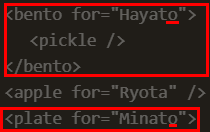 <bento for="Hayato">
  <pickle />
</bento>
<apple for="Ryota" />
<plate for="Minato">